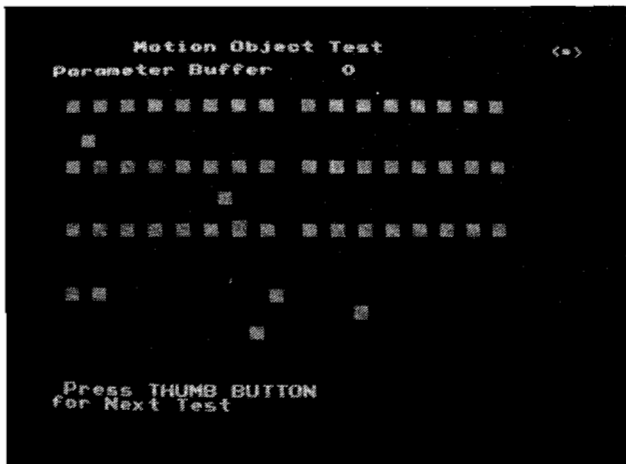 Motion Object Test
<*>
Parameter Buffer 0
Press THUMB BUTTON
for Next Test